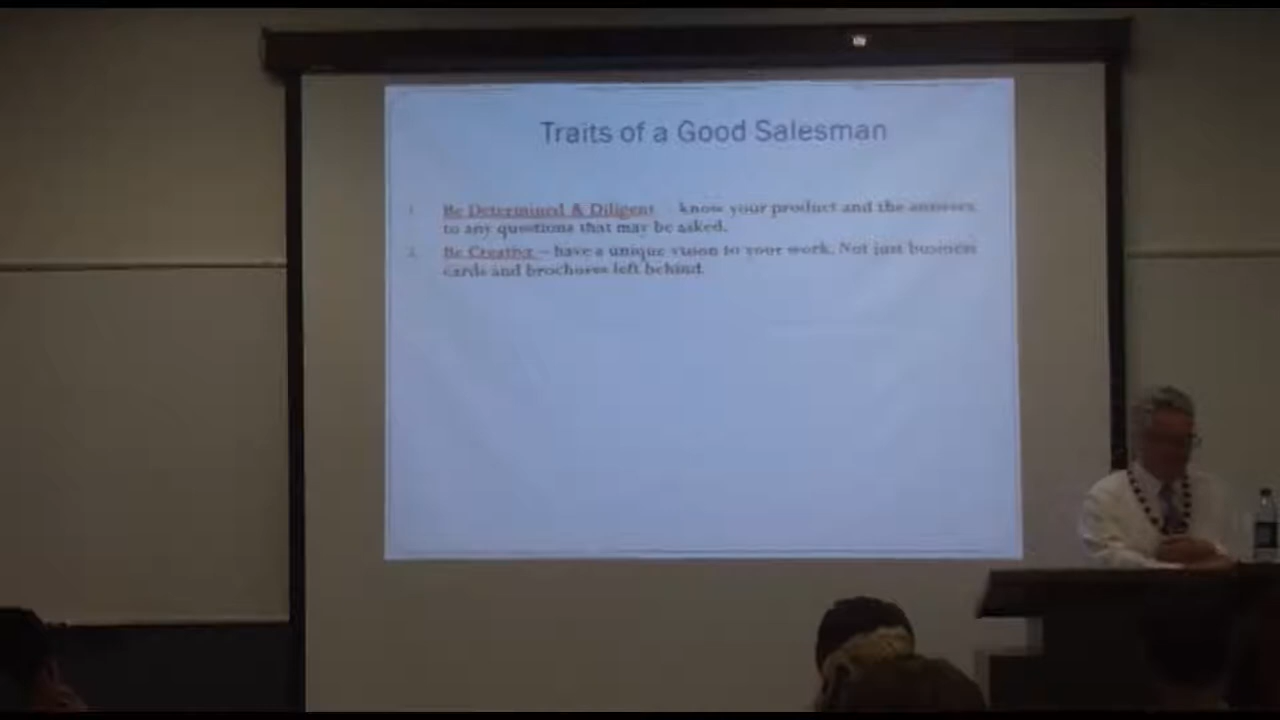 Traits of a Good Salesman
1. Be Determined & Diligent – know your product and the answers
to any questions that may be asked.
2. Be Creative – have a unique vision to your work. Not just business
cards and brochures left behind.